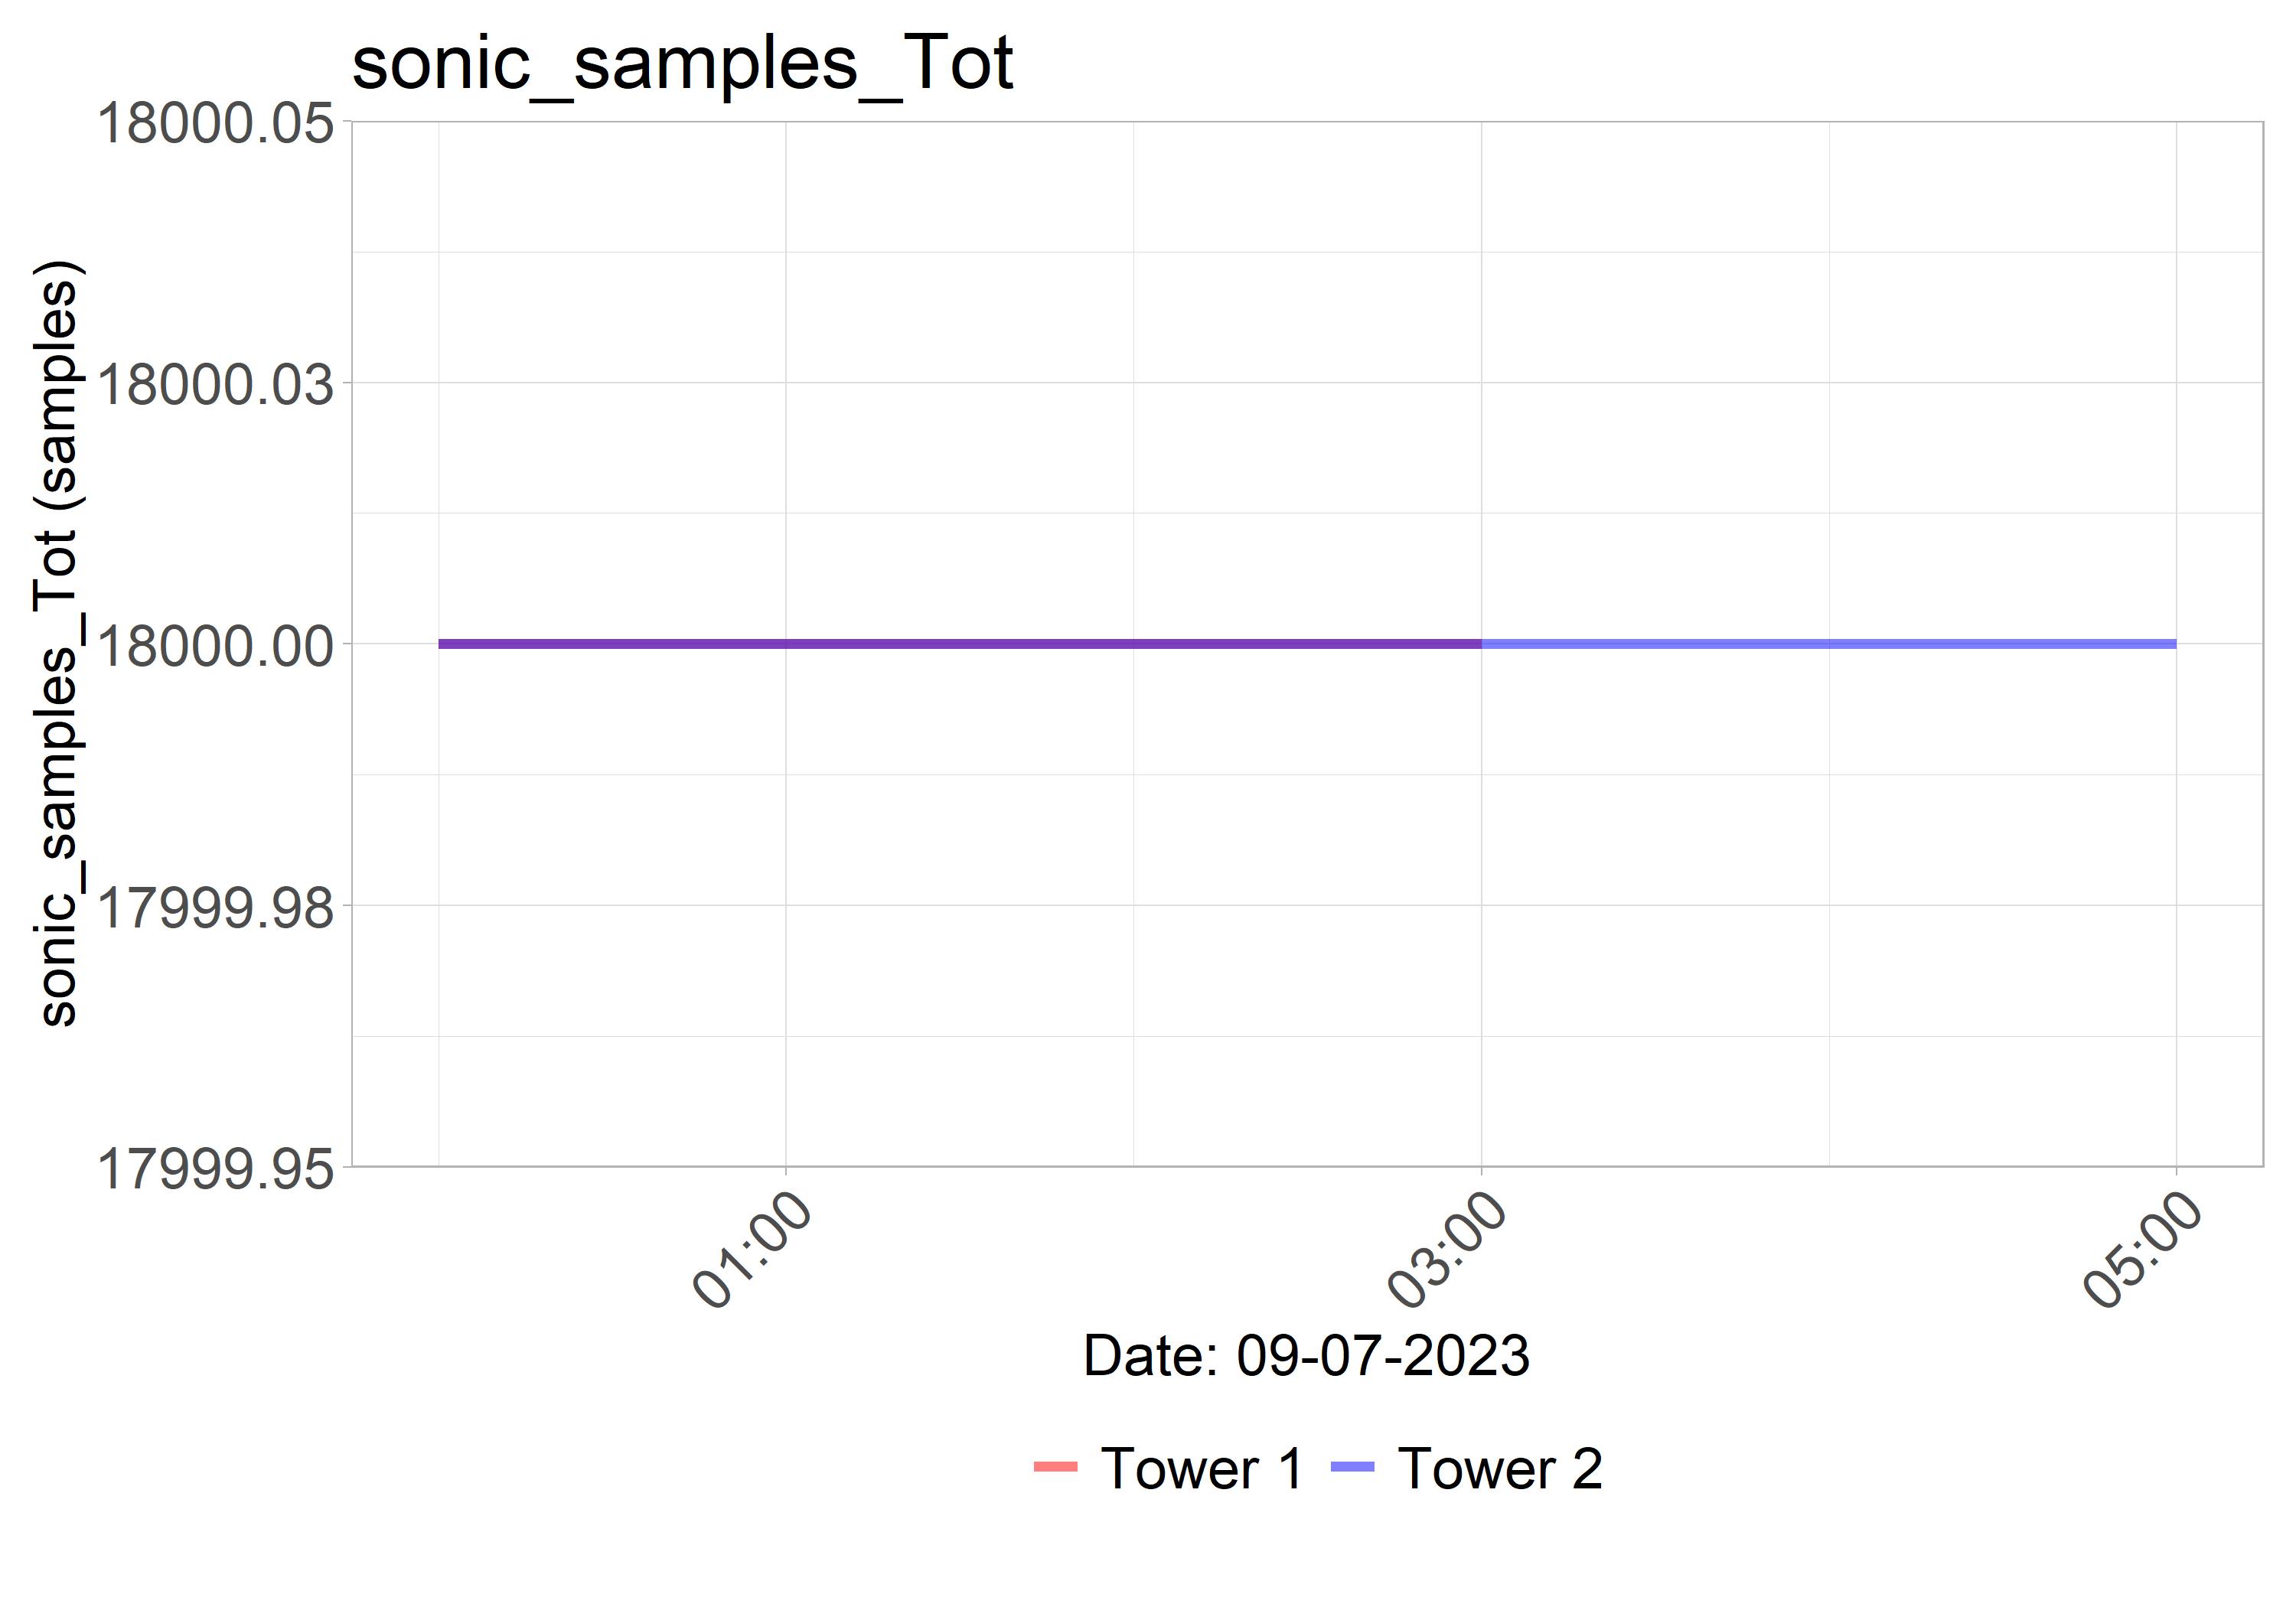 sonic_samples_Tot
18000.05
18000.03
18000.00
17999.98
17999.95
sonic_samples_Tot (samples)
01:00
03:00
05:00
Date: 09-07-2023
Tower 1
Tower 2